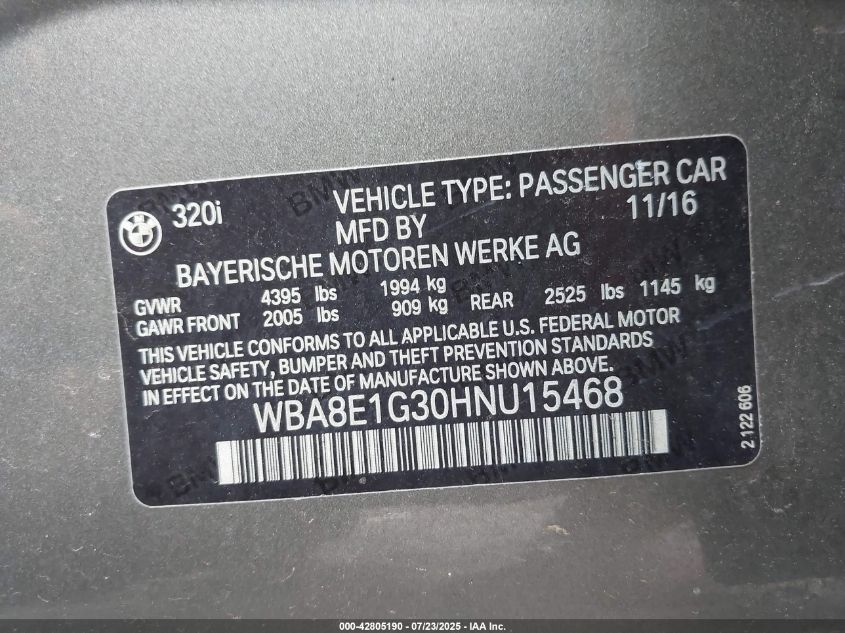 BMW
320i VEHICLE TYPE: PASSENGER CAR
MFD BY 11/16
BAYERISCHE MOTOREN WERKE AG
GVWR 4395 lbs 1994 kg
GAWR FRONT 2005 lbs 909 kg REAR 2525 lbs 1145 kg
THIS VEHICLE CONFORMS TO ALL APPLICABLE U.S. FEDERAL MOTOR
VEHICLE SAFETY, BUMPER AND THEFT PREVENTION STANDARDS
IN EFFECT ON THE DATE OF MANUFACTURE SHOWN ABOVE.
WBA8E1G30HNU15468
2 122 606
000-42805190 - 07/23/2025 - IAA Inc.